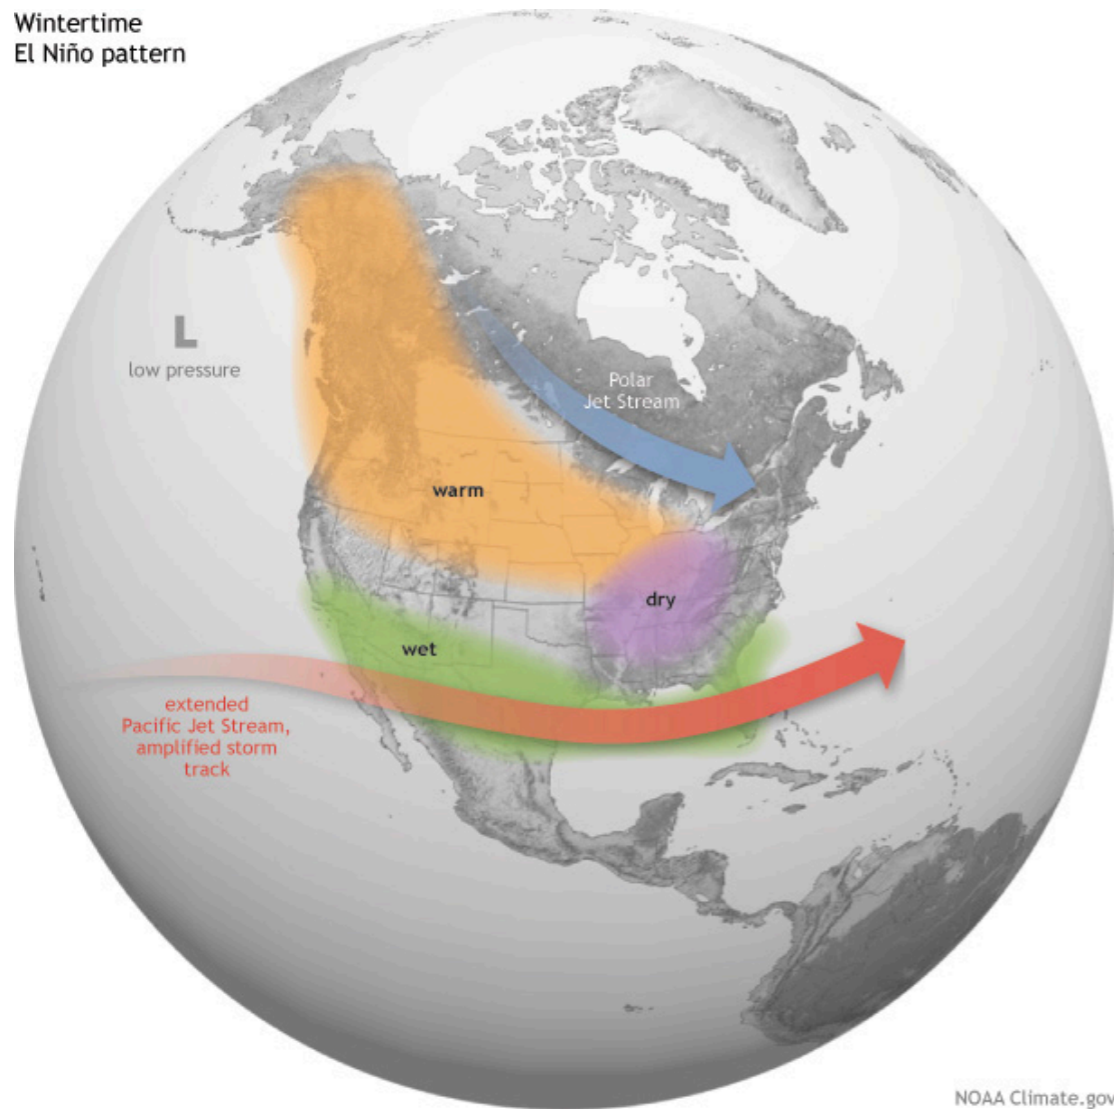 Wintertime
El Niño pattern
L
low pressure
Polar
Jet Stream
warm
dry
wet
extended
Pacific Jet Stream,
amplified storm
track
NOAA Climate.gov